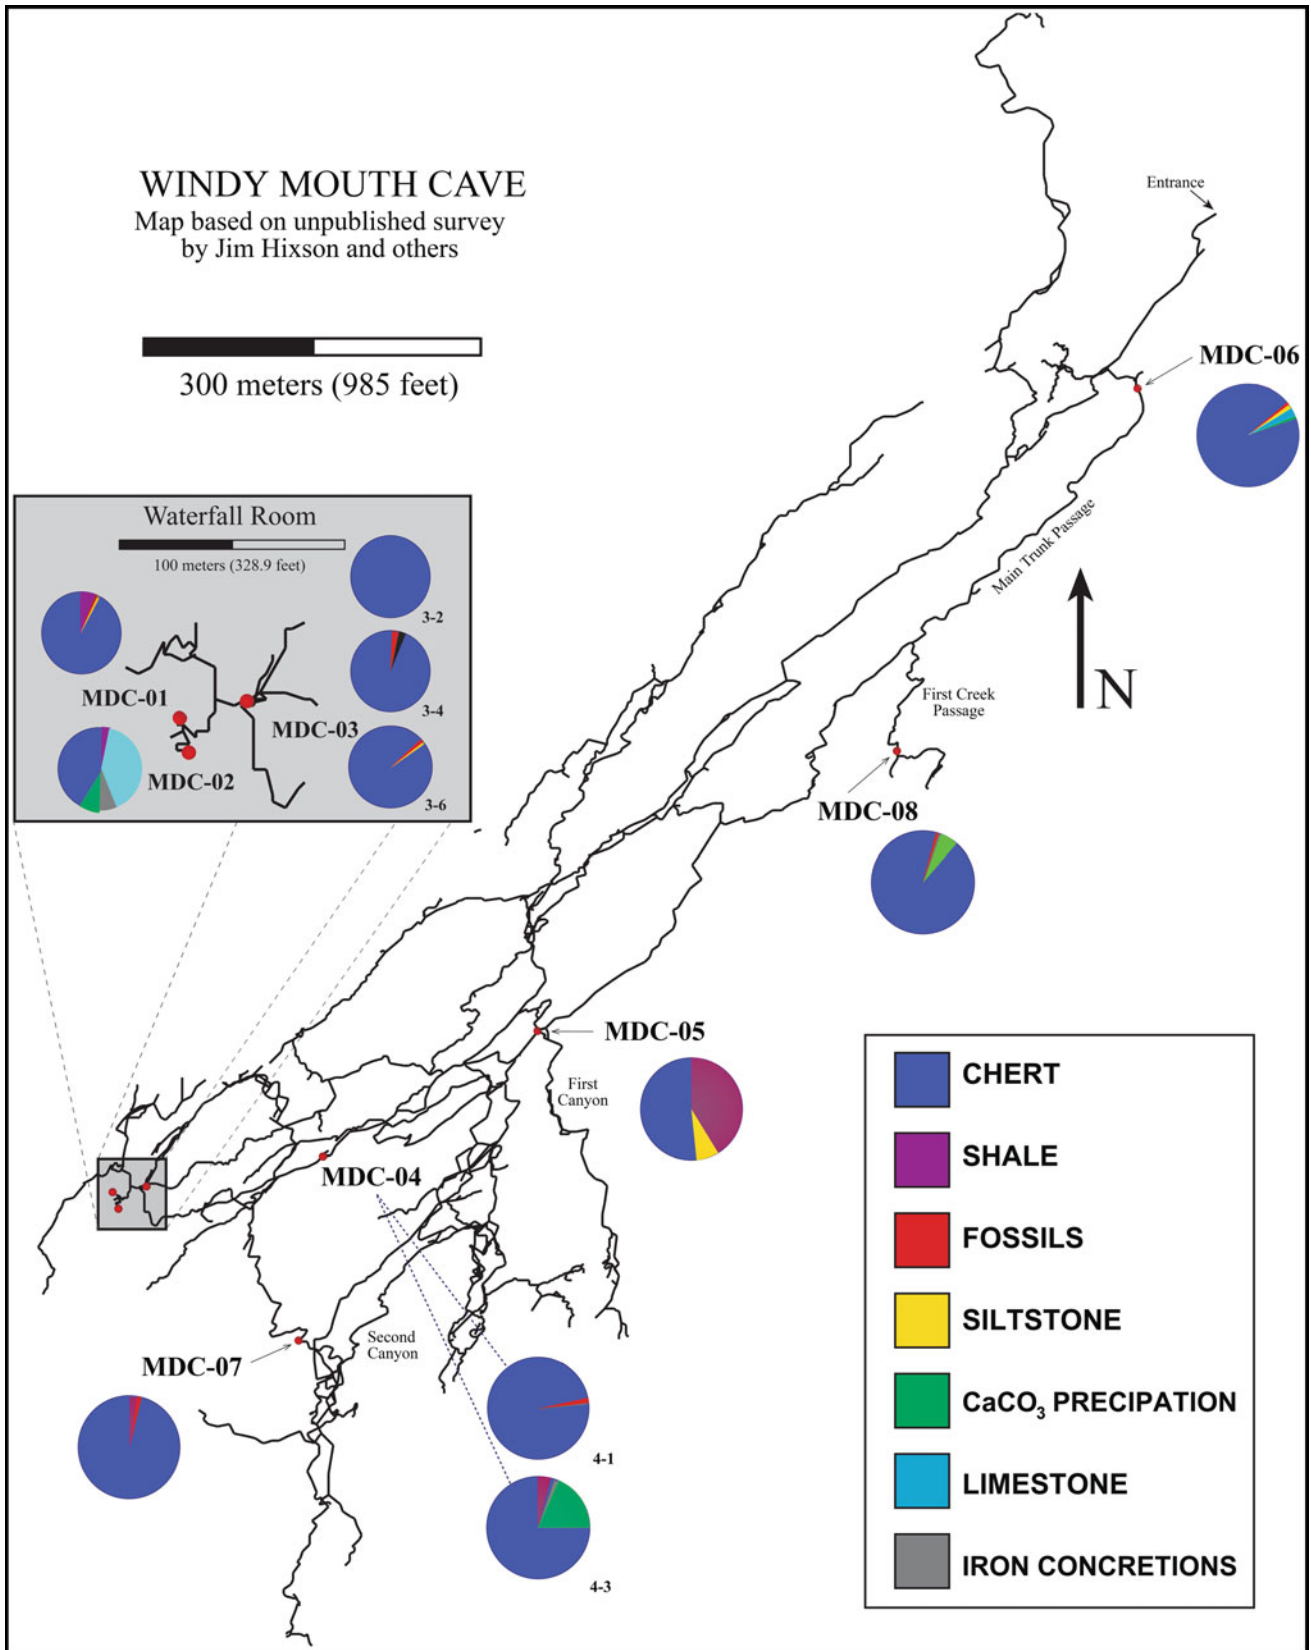 WINDY MOUTH CAVE
Map based on unpublished survey
by Jim Hixson and others
300 meters (985 feet)
Entrance
MDC-06
Main Trunk Passage
N
First Creek
Passage
MDC-08
Waterfall Room
100 meters (328.9 feet)
3-2
MDC-01
3-4
MDC-03
MDC-02
3-6
MDC-05
First
Canyon
MDC-04
Second
Canyon
MDC-07
4-1
4-3
CHERT
SHALE
FOSSILS
SILTSTONE
CaCO₃ PRECIPATION
LIMESTONE
IRON CONCRETIONS